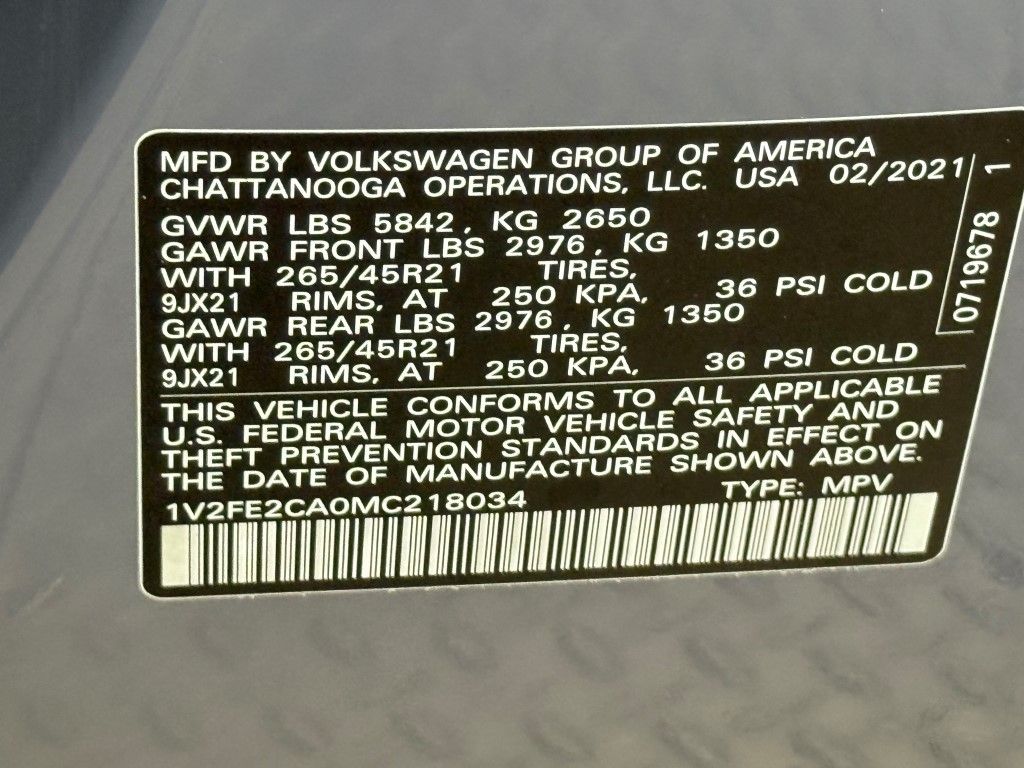 MFD BY VOLKSWAGEN GROUP OF AMERICA
CHATTANOOGA OPERATIONS, LLC. USA 02/2021
GVWR LBS 5842, KG 2650
GAWR FRONT LBS 2976, KG 1350
WITH 265/45R21 TIRES,
9JX21 RIMS, AT 250 KPA, 36 PSI COLD
GAWR REAR LBS 2976, KG 1350
WITH 265/45R21 TIRES,
9JX21 RIMS, AT 250 KPA, 36 PSI COLD
THIS VEHICLE CONFORMS TO ALL APPLICABLE
U.S. FEDERAL MOTOR VEHICLE SAFETY AND
THEFT PREVENTION STANDARDS IN EFFECT ON
THE DATE OF MANUFACTURE SHOWN ABOVE.
1V2FE2CA0MC218034 TYPE: MPV
0719678 1